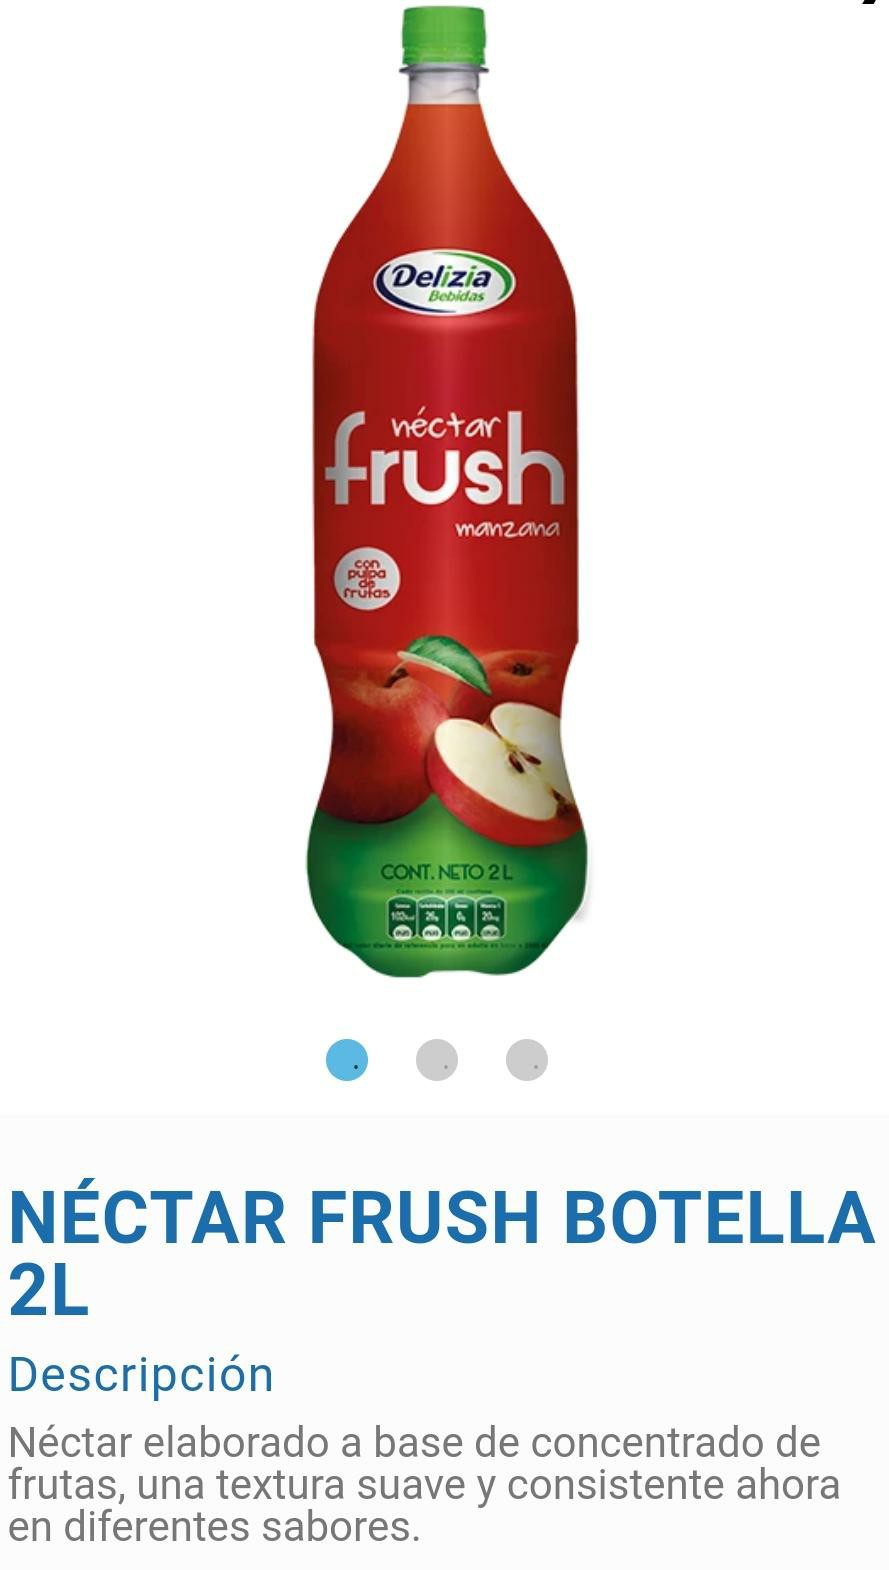 Delizia
Bebidas
néctar
frush
manzana
con
pulpa
de
frutas
CONT. NETO 2 L
NÉCTAR FRUSH BOTELLA
2L
Descripción
Néctar elaborado a base de concentrado de
frutas, una textura suave y consistente ahora
en diferentes sabores.